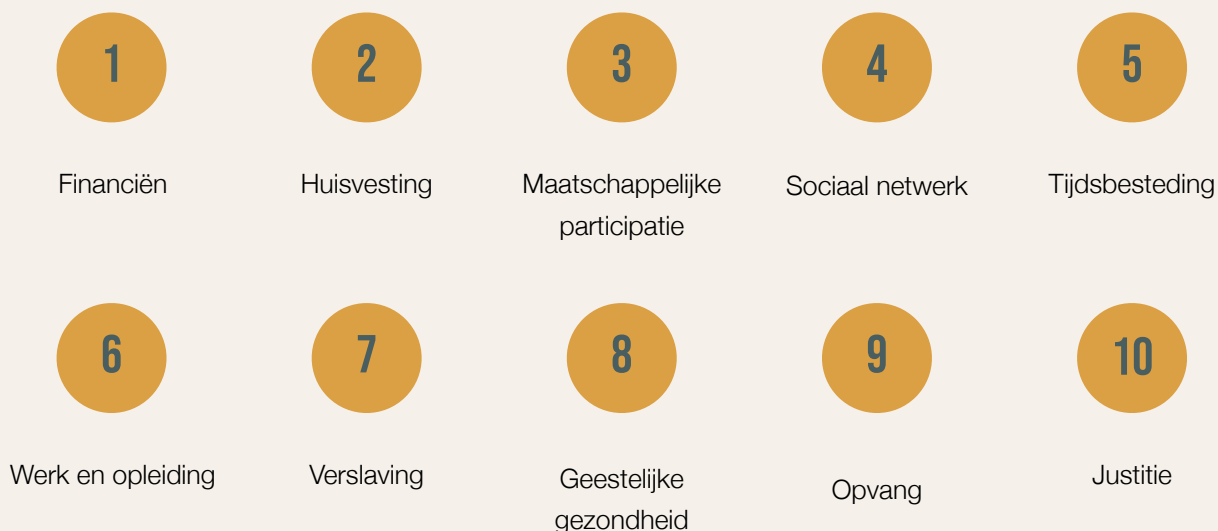 1
2
3
4
5
Financiën
Huisvesting
Maatschappelijke
participatie
Sociaal netwerk
Tijdsbesteding
6
7
8
9
10
Werk en opleiding
Verslaving
Geestelijke
gezondheid
Opvang
Justitie